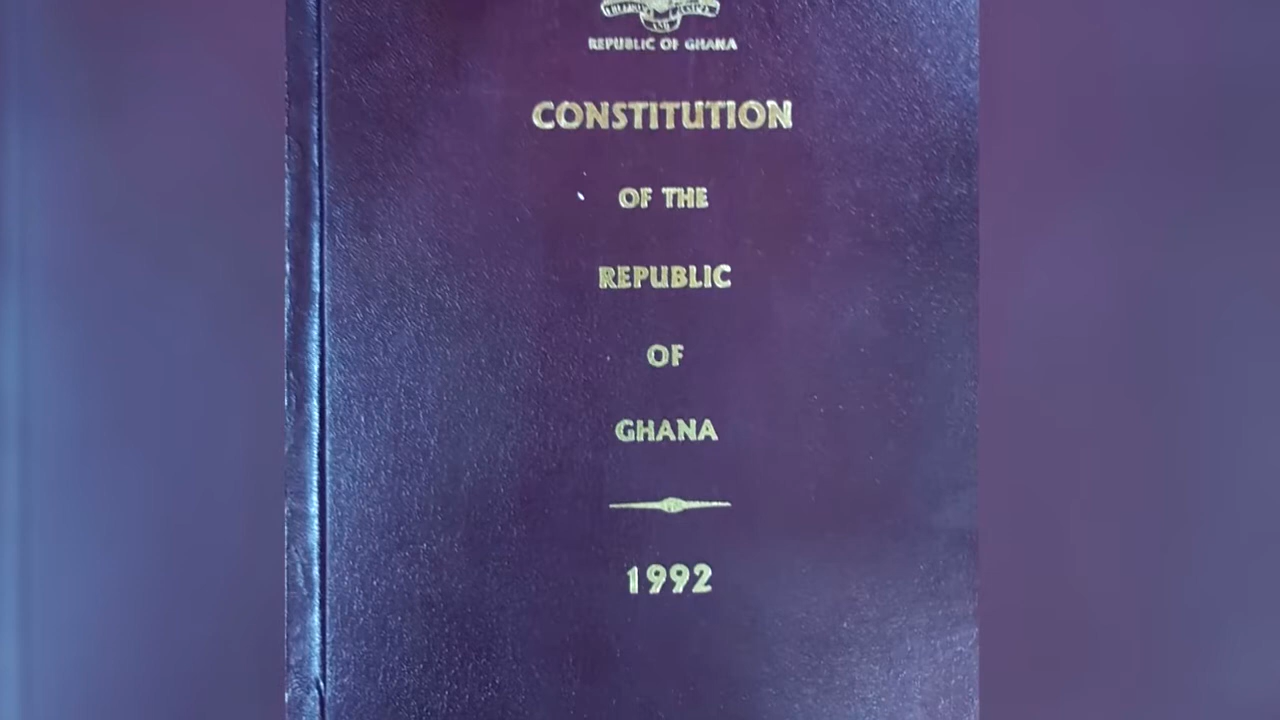 REPUBLIC OF GHANA
CONSTITUTION
OF THE
REPUBLIC
OF
GHANA
1992